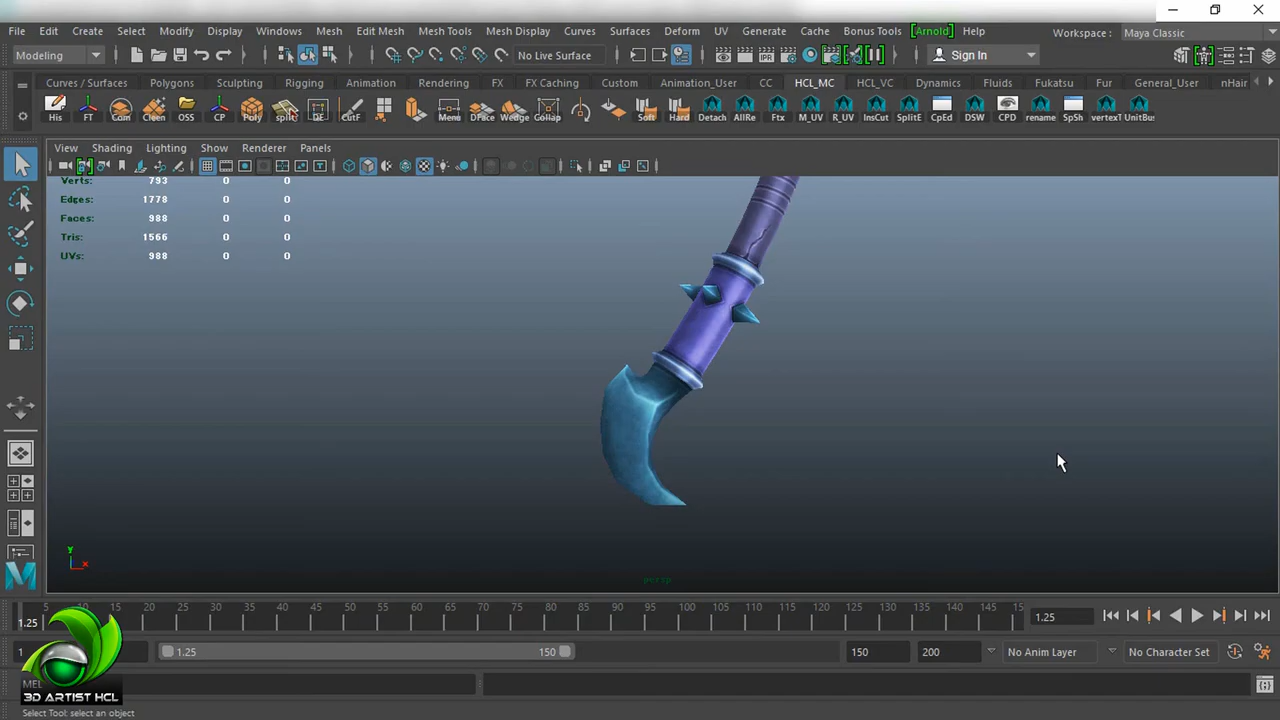 File Edit Create Select Modify Display Windows Mesh Edit Mesh Mesh Tools Mesh Display Curves Surfaces Deform UV Generate Cache Bonus Tools [Arnold] Help Workspace: Maya Classic
Modeling No Live Surface Sign In
Curves / Surfaces Polygons Sculpting Rigging Animation Rendering FX FX Caching Custom Animation_User CC HCL_MC HCL_VC Dynamics Fluids Fukatsu Fur General_User nHair
His FT CP OSS CP Poly CutF Menu DFace Wedge Soft Hard Detach AllRe Ftx M_UV R_UV InsCut SplitE CpEd DSW CPD rename SpSh vertexT UnitBus
View Shading Lighting Show Renderer Panels
Verts: 793 0 0
Edges: 1778 0 0
Faces: 988 0 0
Tris: 1566 0 0
UVs: 988 0 0
y
x
persp
5 10 15 20 25 30 35 40 45 50 55 60 65 70 75 80 85 90 95 100 105 110 115 120 125 130 135 140 145 15
1.25 1.25
1 1.25 150 150 200 No Anim Layer No Character Set
MEL
3D ARTIST HCL
Select Tool: select an object